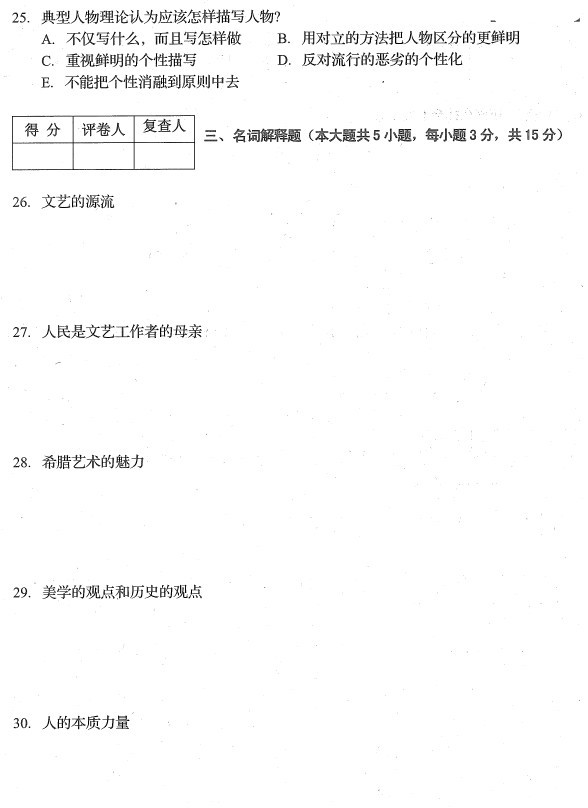 25. 典型人物理论认为应该怎样描写人物?
A. 不仅写什么，而且写怎样做 B. 用对立的方法把人物区分的更鲜明
C. 重视鲜明的个性描写 D. 反对流行的恶劣的个性化
E. 不能把个性消融到原则中去
得 分 评卷人 复查人
三、名词解释题（本大题共 5 小题，每小题 3 分，共 15 分）
26. 文艺的源流
27. 人民是文艺工作者的母亲
28. 希腊艺术的魅力
29. 美学的观点和历史的观点
30. 人的本质力量